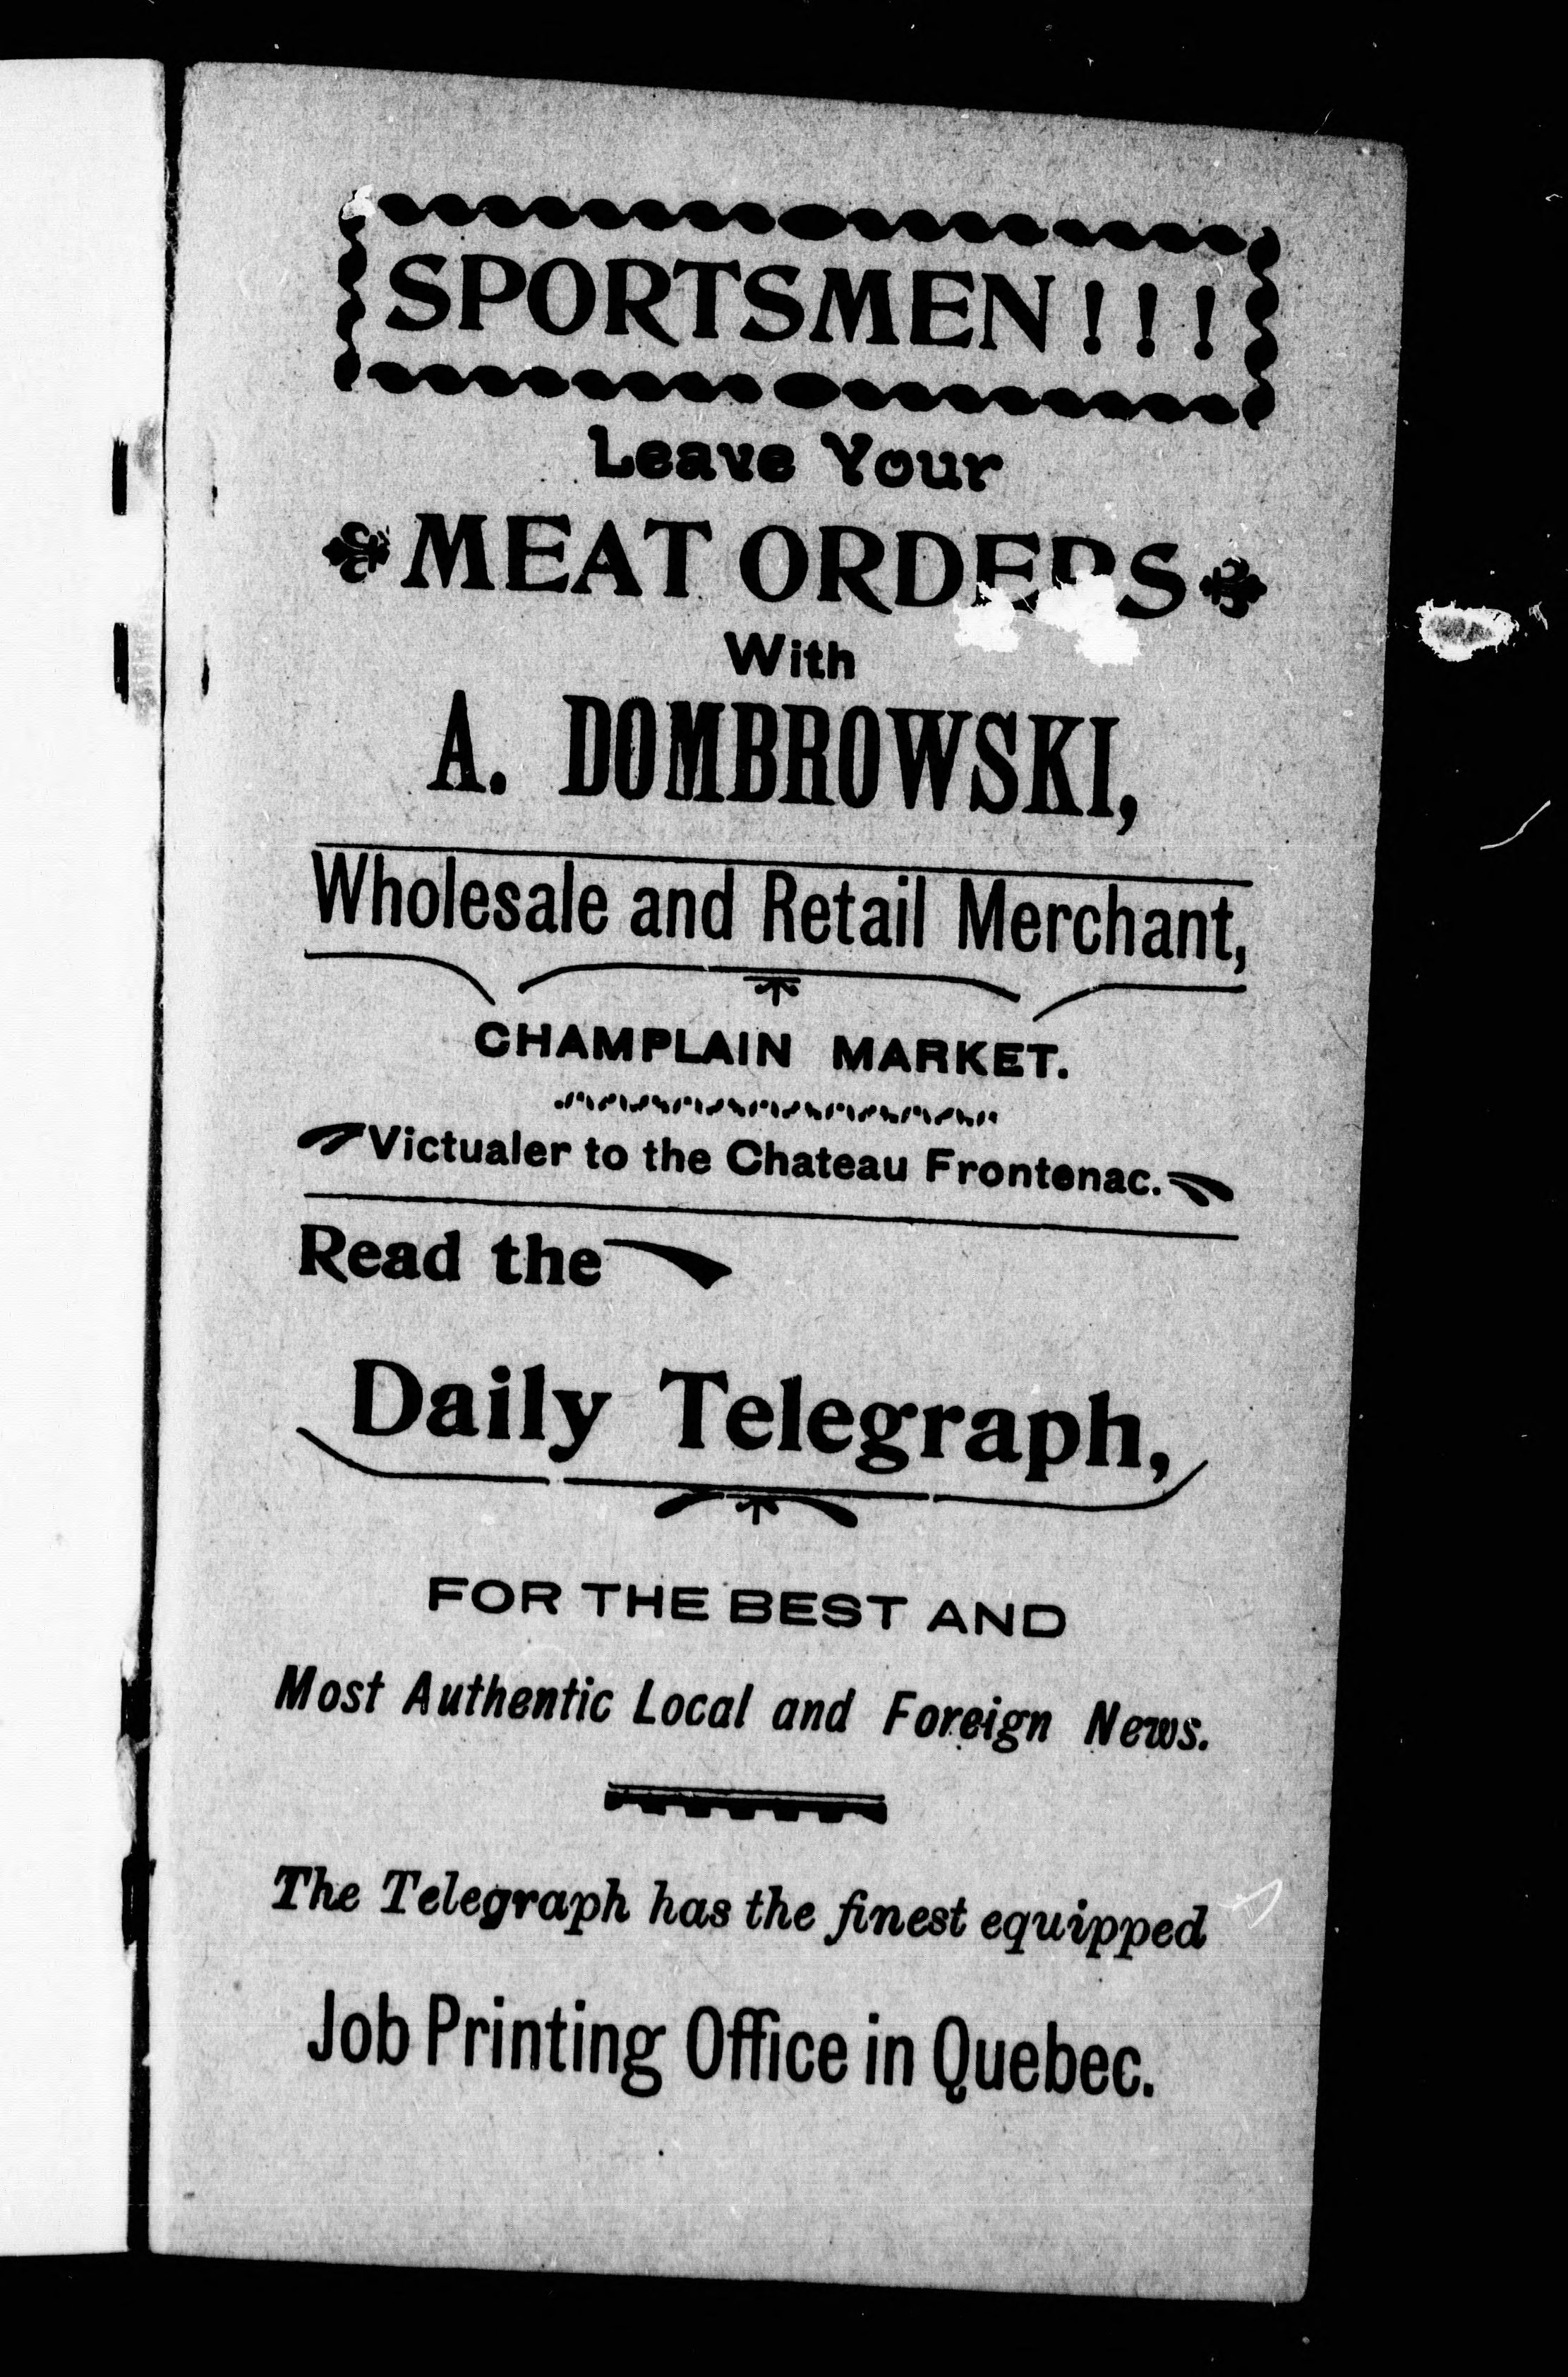 SPORTSMEN!!!
Leave Your
MEAT ORDERS
With
A. DOMBROWSKI,
Wholesale and Retail Merchant,
CHAMPLAIN MARKET.
Victualer to the Chateau Frontenac.
Read the
Daily Telegraph,
FOR THE BEST AND
Most Authentic Local and Foreign News.
The Telegraph has the finest equipped
Job Printing Office in Quebec.